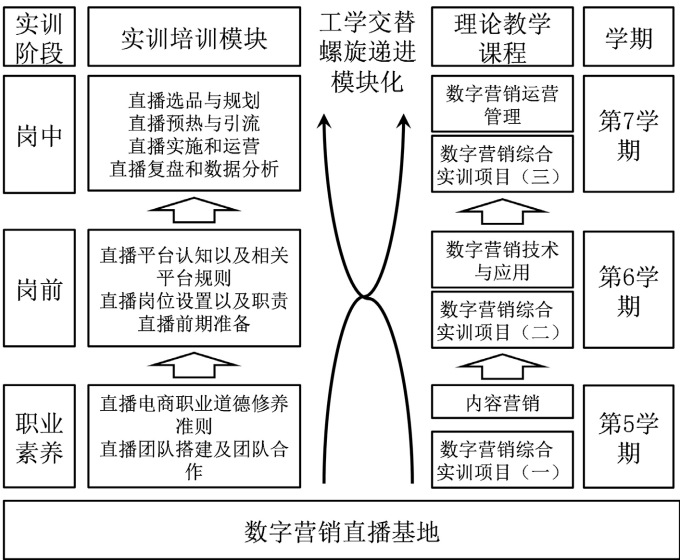 实训
阶段
实训培训模块
工学交替
螺旋递进
模块化
理论教学
课程
学期
岗中
直播选品与规划
直播预热与引流
直播实施和运营
直播复盘和数据分析
数字营销运营
管理
数字营销综合
实训项目（三）
第7学
期
岗前
直播平台认知以及相关
平台规则
直播岗位设置以及职责
直播前期准备
数字营销技术
与应用
数字营销综合
实训项目（二）
第6学
期
职业
素养
直播电商职业道德修养
准则
直播团队搭建及团队合
作
内容营销
数字营销综合
实训项目（一）
第5学
期
数字营销直播基地